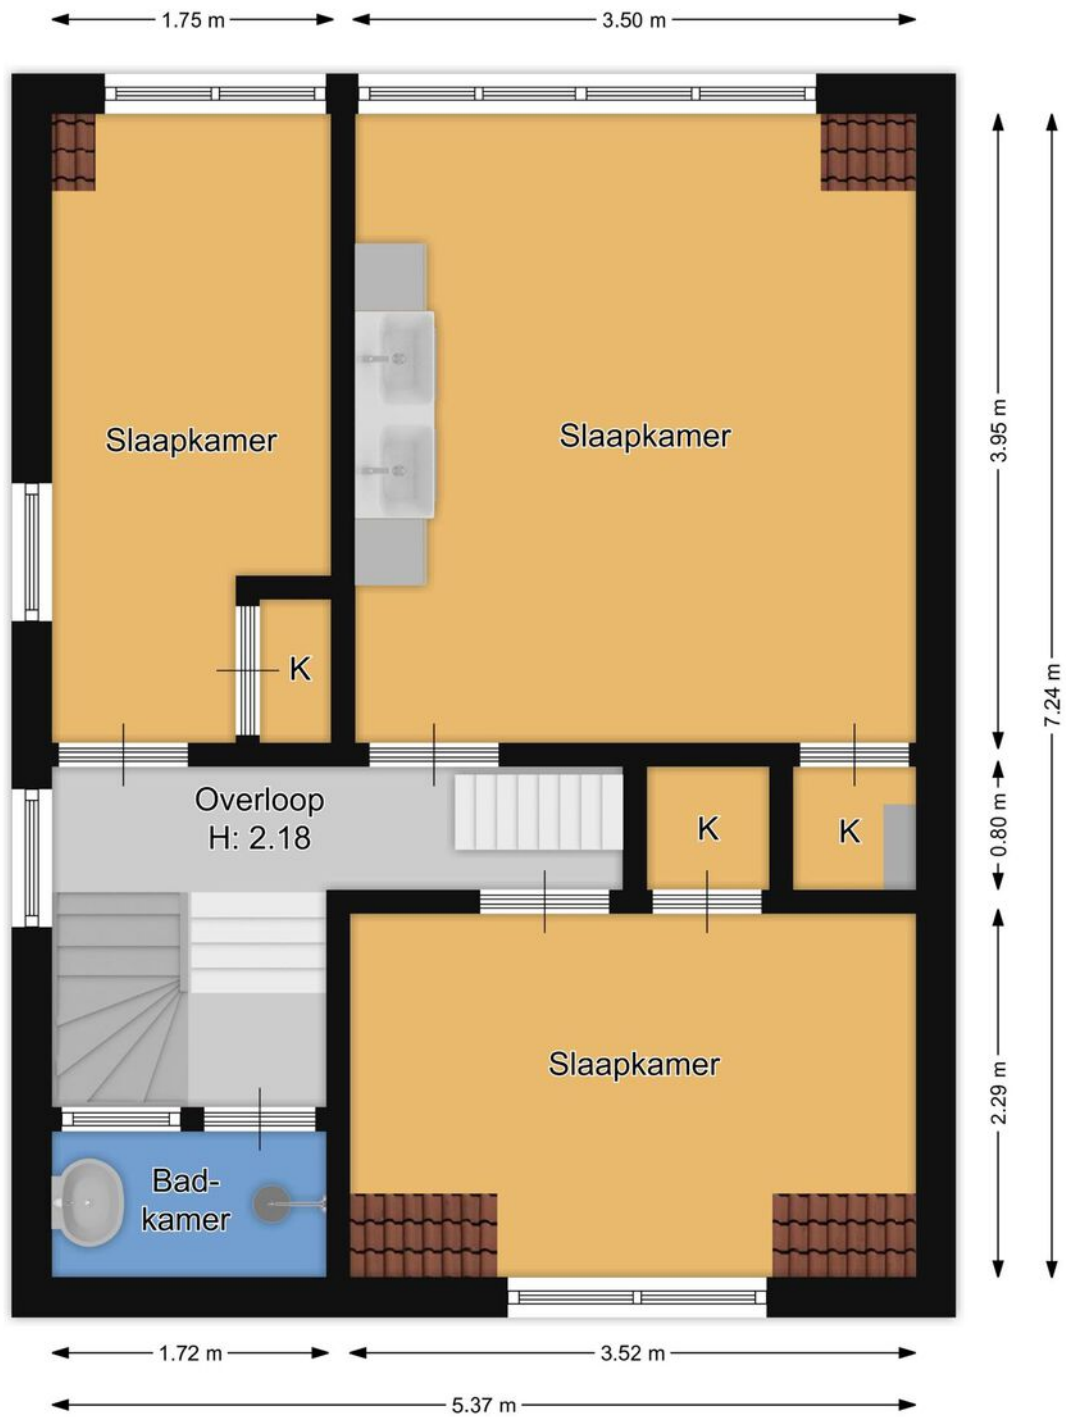 1.75 m
3.50 m
Slaapkamer
Slaapkamer
3.95 m
7.24 m
K
Overloop
H: 2.18
K
K
0.80 m
Slaapkamer
2.29 m
Bad-
kamer
1.72 m
3.52 m
5.37 m